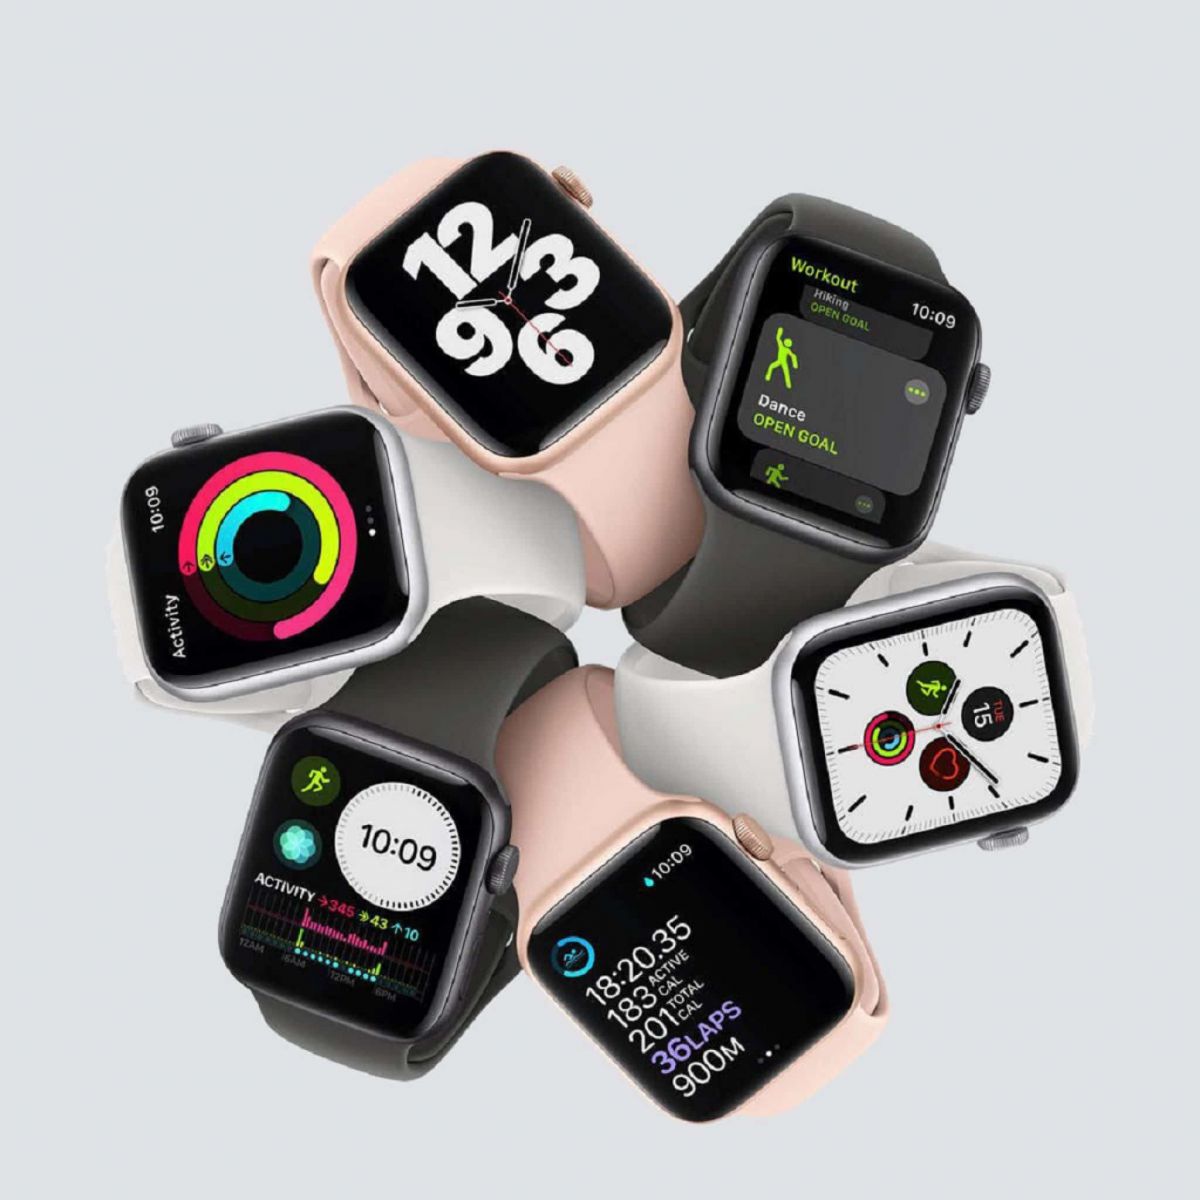 12
3
9
6
Workout
10:09
Hiking
OPEN GOAL
Dance
OPEN GOAL
10:09
Activity
TUE
15
10:09
ACTIVITY 345 43 10
12AM 6AM 12PM 6PM
10:09
18:20.35
183 ACTIVE CAL
201 TOTAL CAL
36LAPS
900M